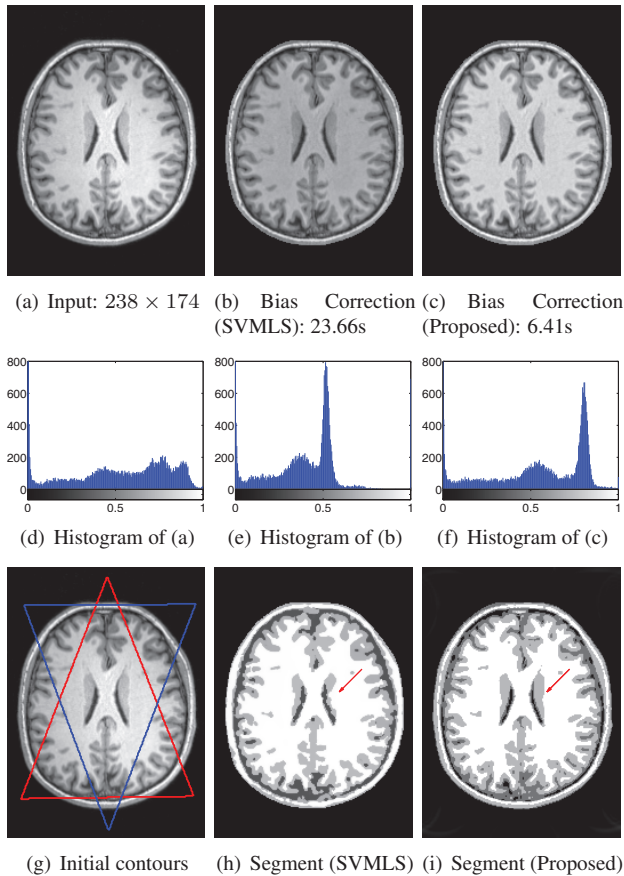 (a) Input: 238 × 174
(b) Bias Correction (SVMLS): 23.66s
(c) Bias Correction (Proposed): 6.41s
800
600
400
200
0
0
0.5
1
(d) Histogram of (a)
800
600
400
200
0
0
0.5
1
(e) Histogram of (b)
800
600
400
200
0
0
0.5
1
(f) Histogram of (c)
(g) Initial contours
(h) Segment (SVMLS)
(i) Segment (Proposed)